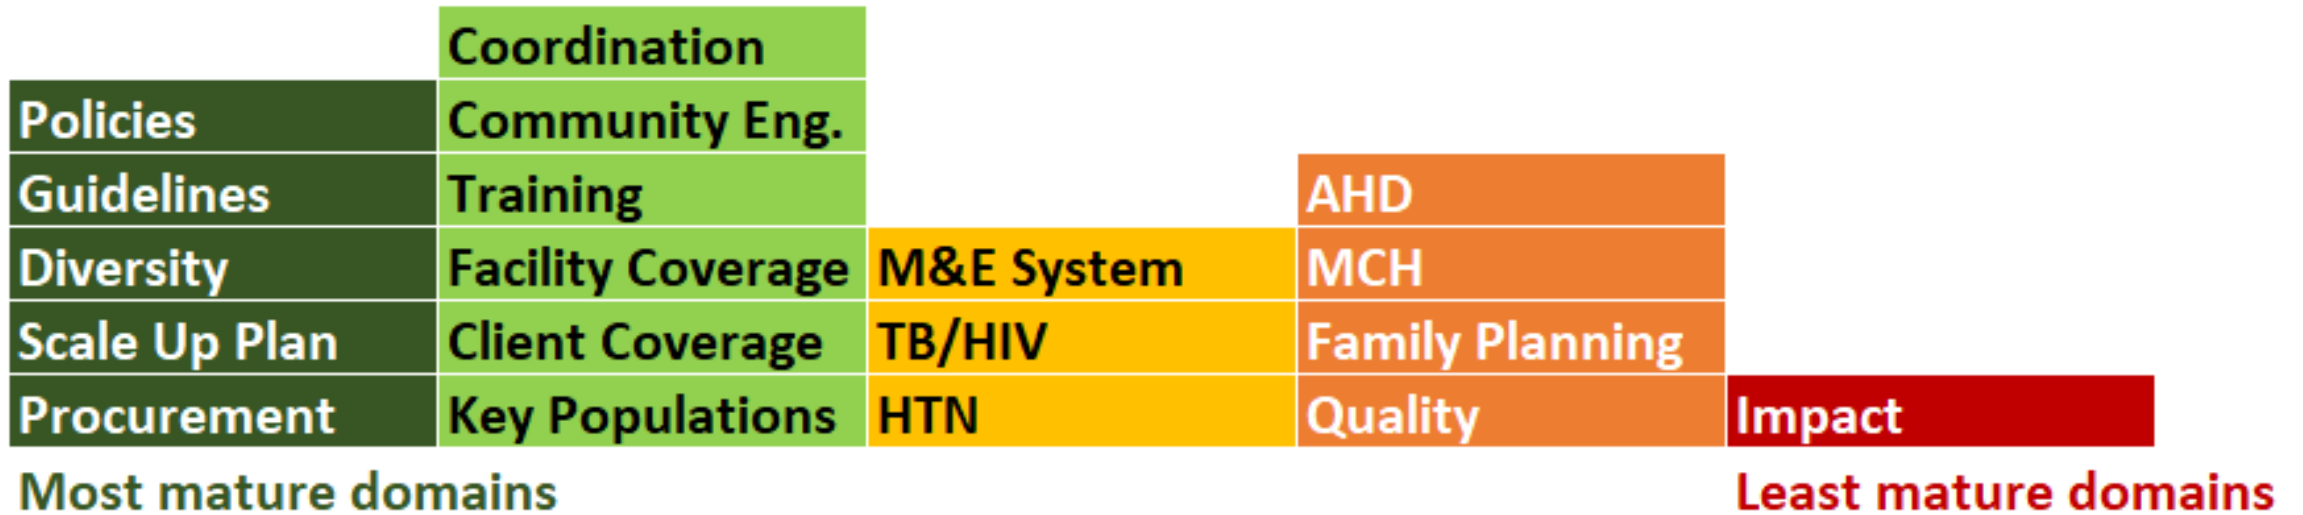 Coordination
Policies Community Eng.
Guidelines Training AHD
Diversity Facility Coverage M&E System MCH
Scale Up Plan Client Coverage TB/HIV Family Planning
Procurement Key Populations HTN Quality Impact
Most mature domains Least mature domains